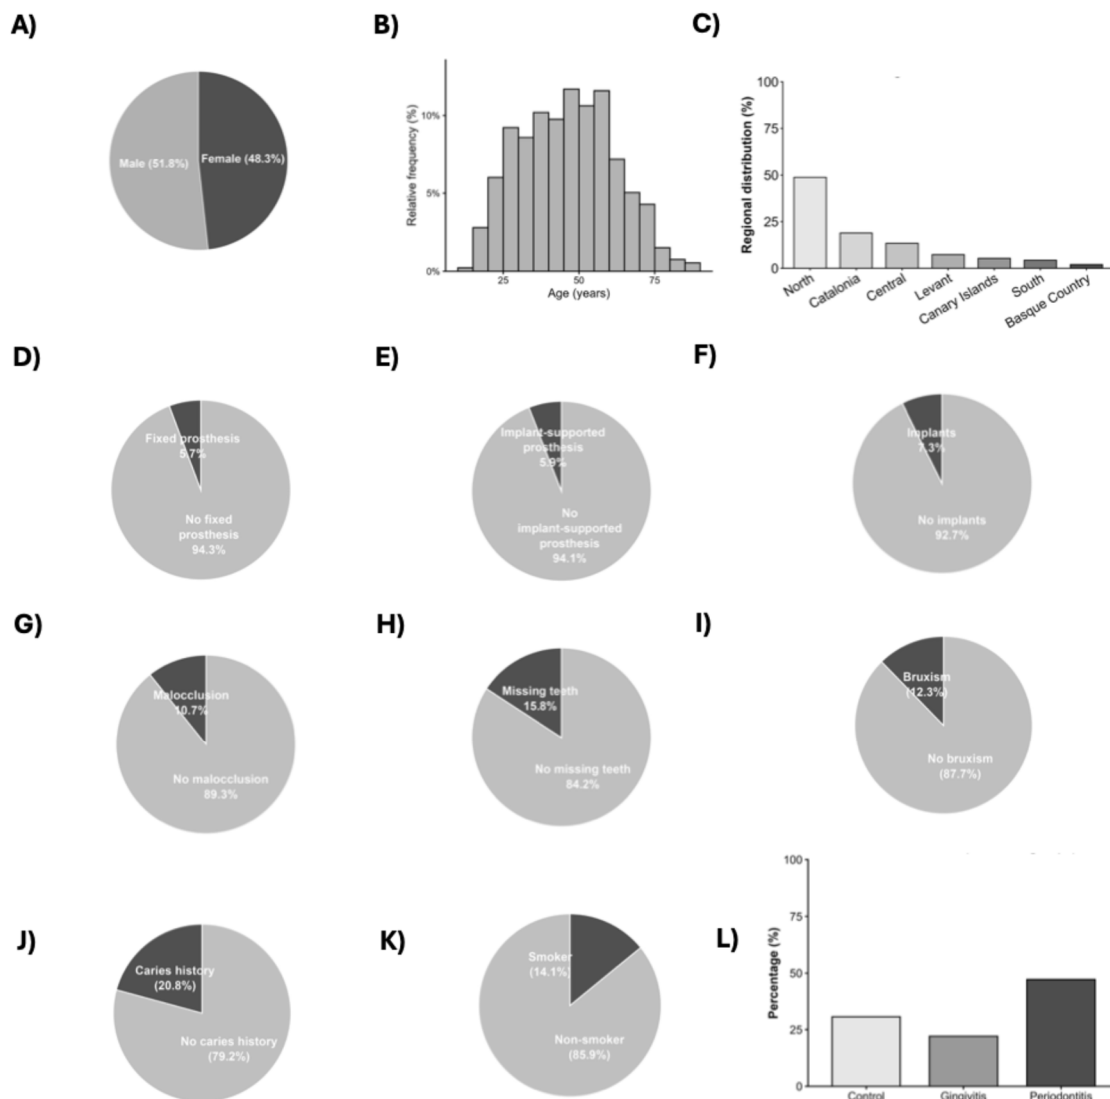 A)
Male (51.8%)
Female (48.3%)
B)
Relative frequency (%)
10%
5%
0%
25
50
75
Age (years)
C)
Regional distribution (%)
100
75
50
25
0
North
Catalonia
Central
Levant
Canary Islands
South
Basque Country
D)
Fixed prosthesis
5.7%
No fixed
prosthesis
94.3%
E)
Implant-supported
prosthesis
5.9%
No
implant-supported
prosthesis
94.1%
F)
Implants
7.3%
No implants
92.7%
G)
Malocclusion
10.7%
No malocclusion
89.3%
H)
Missing teeth
15.8%
No missing teeth
84.2%
I)
Bruxism
(12.3%)
No bruxism
(87.7%)
J)
Caries history
(20.8%)
No caries history
(79.2%)
K)
Smoker
(14.1%)
Non-smoker
(85.9%)
L)
Percentage (%)
100
75
50
25
0
Control
Gingivitis
Periodontitis